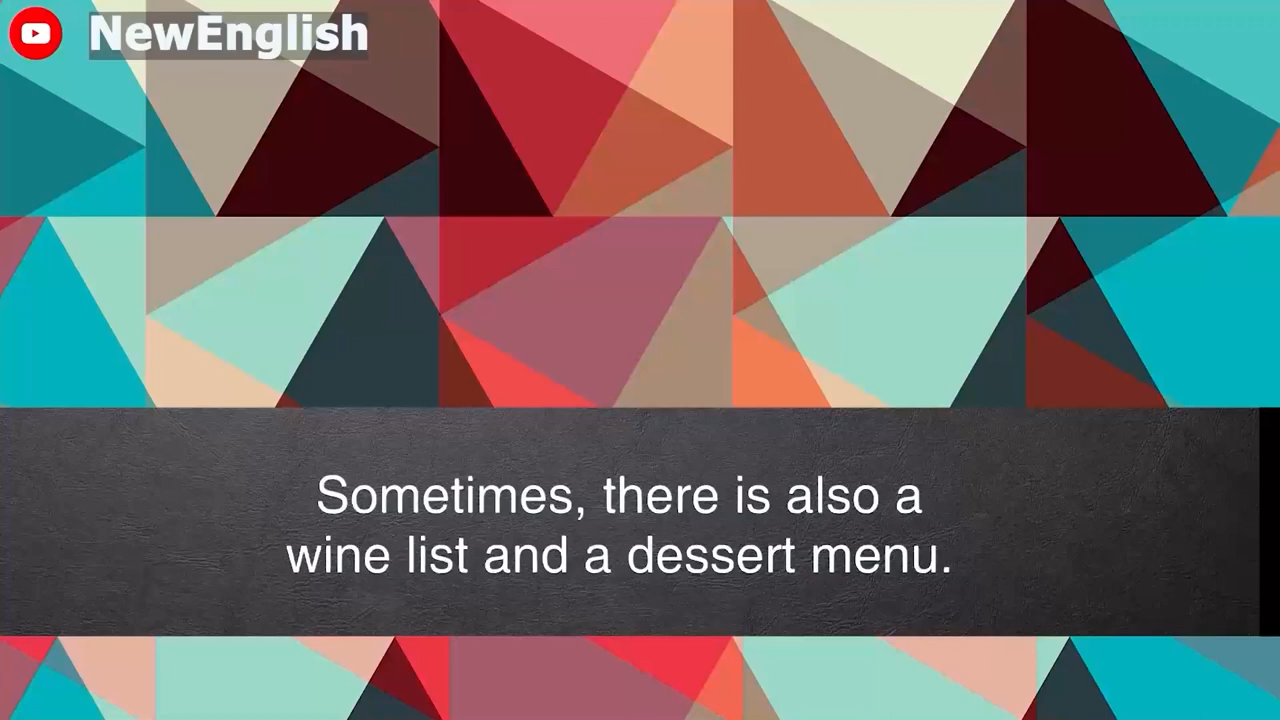 NewEnglish
Sometimes, there is also a
wine list and a dessert menu.